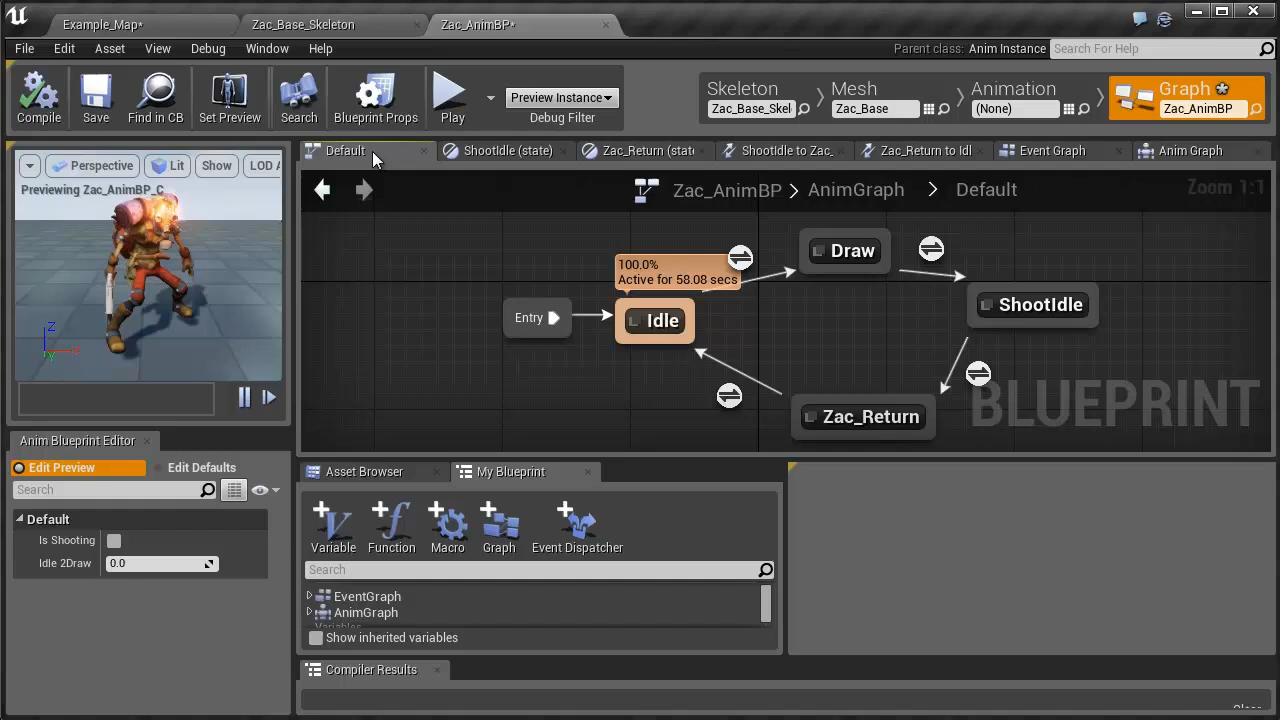 Example_Map*
Zac_Base_Skeleton
Zac_AnimBP*
File Edit Asset View Debug Window Help
Parent class: Anim Instance
Search For Help
Compile
Save
Find in CB
Set Preview
Search
Blueprint Props
Play
Preview Instance
Debug Filter
Skeleton
Zac_Base_Skel
Mesh
Zac_Base
Animation
(None)
Graph
Zac_AnimBP
Perspective
Lit
Show
LOD A
Previewing Zac_AnimBP_C
Z
X
Y
Default
ShootIdle (state)
Zac_Return (state
ShootIdle to Zac_
Zac_Return to Idl
Event Graph
Anim Graph
Zac_AnimBP > AnimGraph > Default
Zoom 1:1
100.0%
Active for 58.08 secs
Entry
Idle
Draw
ShootIdle
Zac_Return
BLUEPRINT
Anim Blueprint Editor
Edit Preview
Edit Defaults
Search
Default
Is Shooting
Idle 2Draw
0.0
Asset Browser
My Blueprint
Variable
Function
Macro
Graph
Event Dispatcher
Search
EventGraph
AnimGraph
Variables
Show inherited variables
Compiler Results
Clear